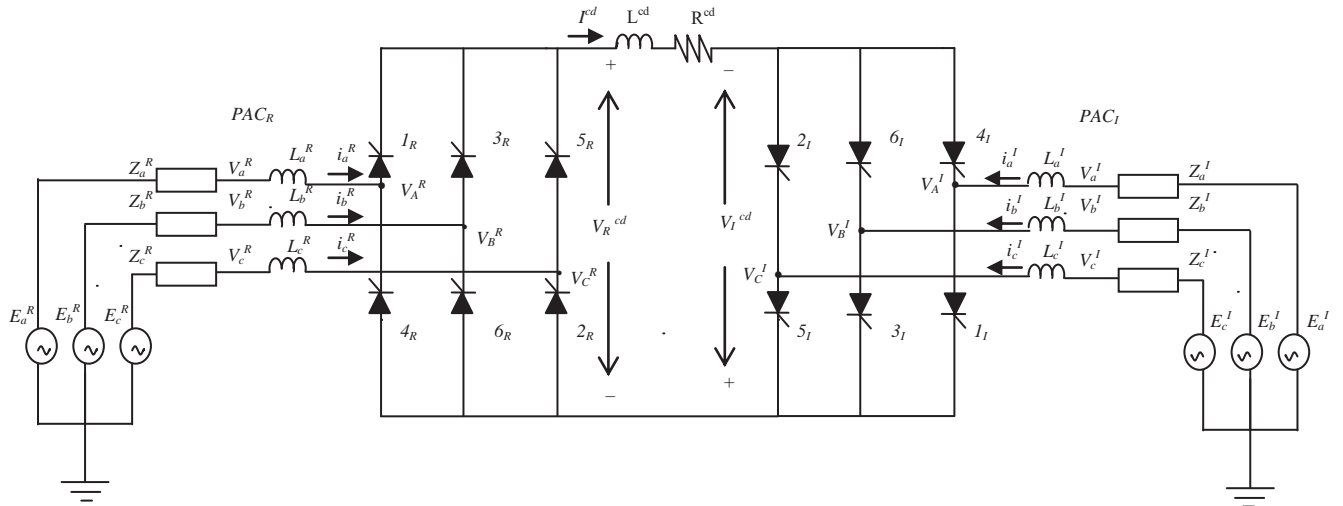 I^cd L^cd R^cd
+ −
PAC_R PAC_I
1_R 3_R 5_R 2_I 6_I 4_I
Z_a^R V_a^R L_a^R i_a^R i_a^I L_a^I V_a^I Z_a^I
V_A^R V_A^I
Z_b^R V_b^R L_b^R i_b^R i_b^I L_b^I V_b^I Z_b^I
V_B^R V_R^cd V_I^cd V_B^I
Z_c^R V_c^R L_c^R i_c^R i_c^I L_c^I V_c^I Z_c^I
V_C^R V_C^I
E_a^R E_b^R E_c^R E_c^I E_b^I E_a^I
4_R 6_R 2_R 5_I 3_I 1_I
− +